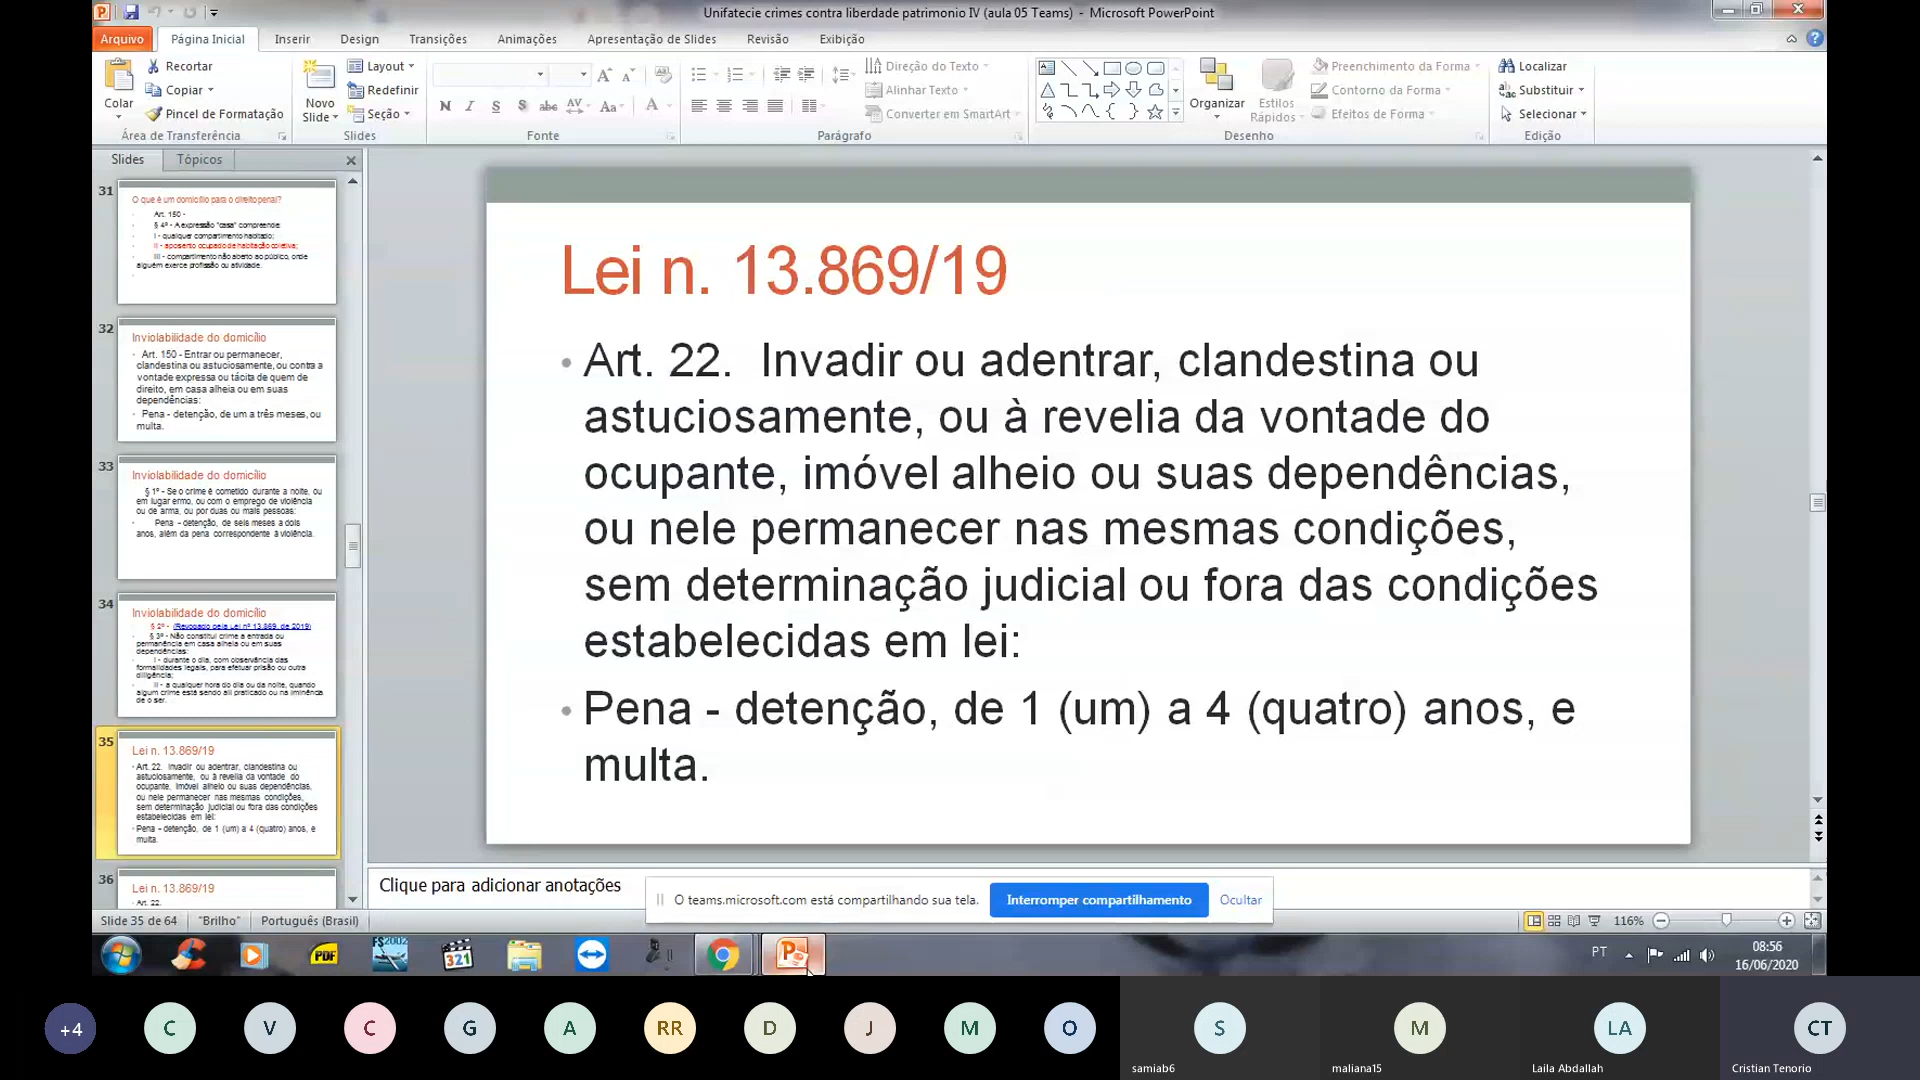 Unifatecie crimes contra liberdade patrimonio IV (aula 05 Teams) - Microsoft PowerPoint
Arquivo Página Inicial Inserir Design Transições Animações Apresentação de Slides Revisão Exibição
Colar
Recortar
Copiar
Pincel de Formatação
Área de Transferência
Novo
Slide
Layout
Redefinir
Seção
Slides
N I S S abc AV Aa A
Fonte
Direção do Texto
Alinhar Texto
Converter em SmartArt
Parágrafo
Organizar
Estilos
Rápidos
Preenchimento da Forma
Contorno da Forma
Efeitos de Forma
Desenho
Localizar
Substituir
Selecionar
Edição
Slides Tópicos
31
O que é um domicílio para o direito penal?
Art. 150 -
§ 4º - A expressão "casa" compreende:
I - qualquer compartimento habitado;
II - aposento ocupado de habitação coletiva;
III - compartimento não aberto ao público, onde
alguém exerce profissão ou atividade.
32
Inviolabilidade do domicílio
Art. 150 - Entrar ou permanecer,
clandestina ou astuciosamente, ou contra a
vontade expressa ou tácita de quem de
direito, em casa alheia ou em suas
dependências:
Pena - detenção, de um a três meses, ou
multa.
33
Inviolabilidade do domicílio
§ 1º - Se o crime é cometido durante a noite, ou
em lugar ermo, ou com o emprego de violência
ou de arma, ou por duas ou mais pessoas:
Pena - detenção, de seis meses a dois
anos, além da pena correspondente à violência.
34
Inviolabilidade do domicílio
§ 2º - (Revogado pela Lei nº 13.869, de 2019)
§ 3º - Não constitui crime a entrada ou
permanência em casa alheia ou em suas
dependências:
I - durante o dia, com observância das
formalidades legais, para efetuar prisão ou outra
diligência;
II - a qualquer hora do dia ou da noite, quando
algum crime está sendo ali praticado ou na iminência
de o ser.
35
Lei n. 13.869/19
Art. 22. Invadir ou adentrar, clandestina ou
astuciosamente, ou à revelia da vontade do
ocupante, imóvel alheio ou suas dependências,
ou nele permanecer nas mesmas condições,
sem determinação judicial ou fora das condições
estabelecidas em lei:
Pena - detenção, de 1 (um) a 4 (quatro) anos, e
multa.
36
Lei n. 13.869/19
Art. 22.
Lei n. 13.869/19
Art. 22. Invadir ou adentrar, clandestina ou
astuciosamente, ou à revelia da vontade do
ocupante, imóvel alheio ou suas dependências,
ou nele permanecer nas mesmas condições,
sem determinação judicial ou fora das condições
estabelecidas em lei:
Pena - detenção, de 1 (um) a 4 (quatro) anos, e
multa.
Clique para adicionar anotações
O teams.microsoft.com está compartilhando sua tela. Interromper compartilhamento Ocultar
Slide 35 de 64 "Brilho" Português (Brasil) 116%
PDF FS2002 321 PT
08:56
16/06/2020
+4 C V C G A RR D J M O S M LA CT
samiab6 maliana15 Laila Abdallah Cristian Tenorio